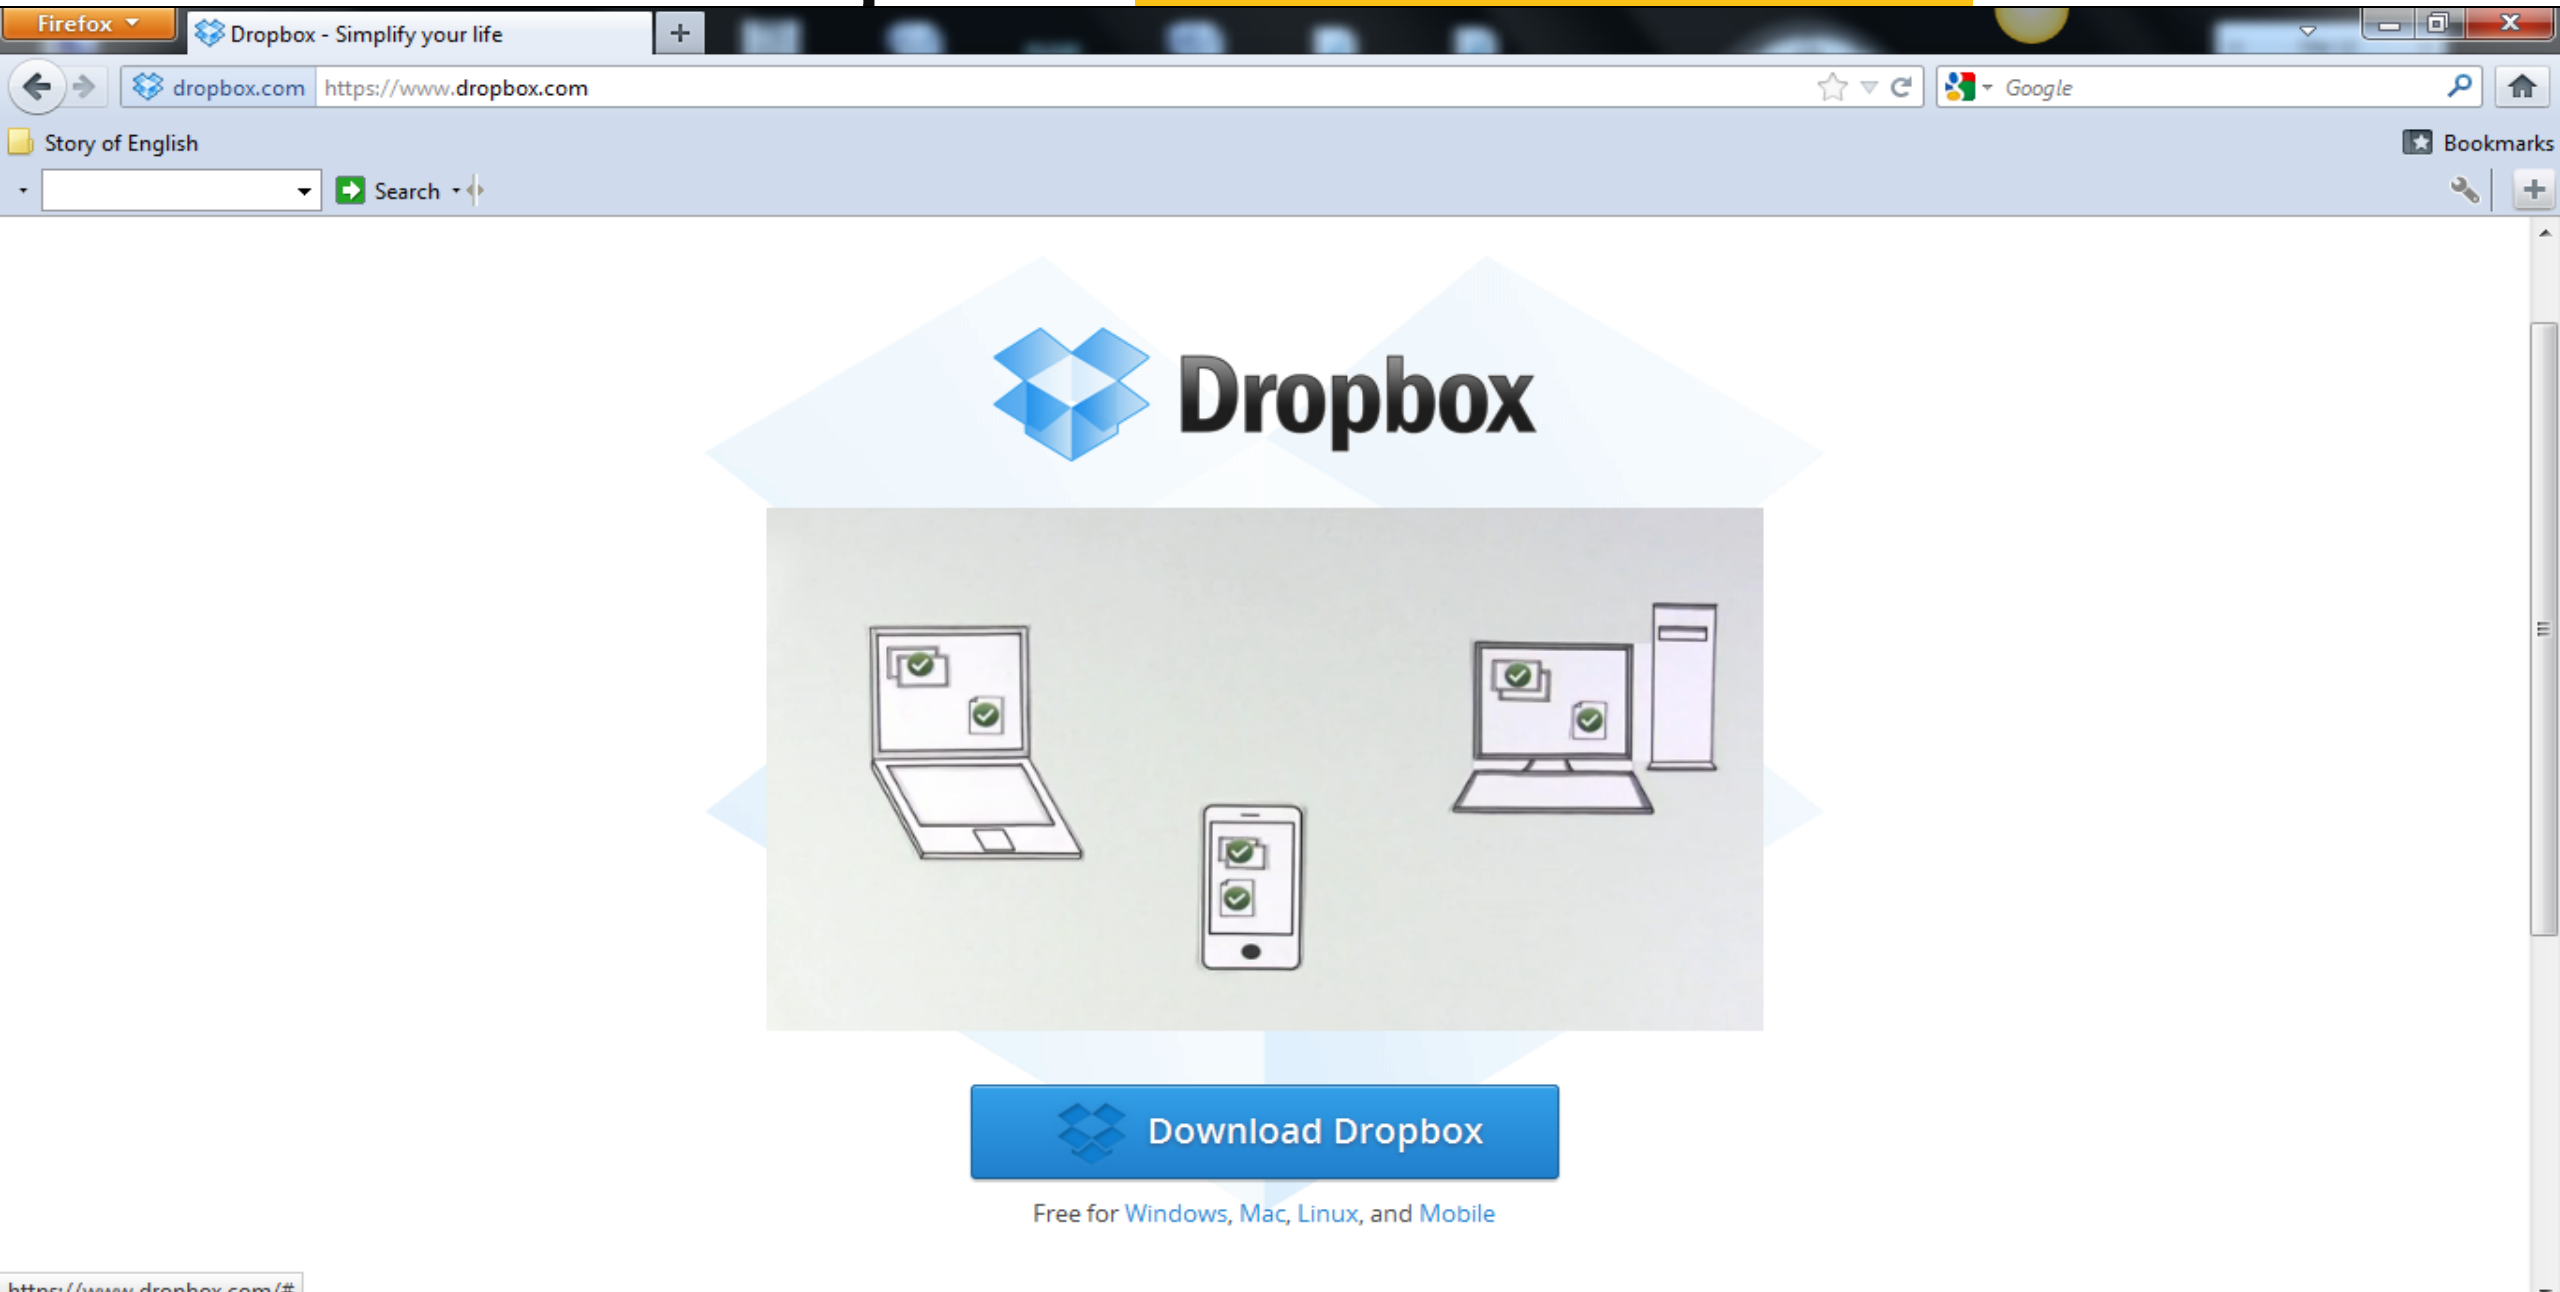 Firefox
Dropbox - Simplify your life
dropbox.com https://www.dropbox.com
Google
Story of English
Bookmarks
Search
Dropbox
Download Dropbox
Free for Windows, Mac, Linux, and Mobile
https://www.dropbox.com/#